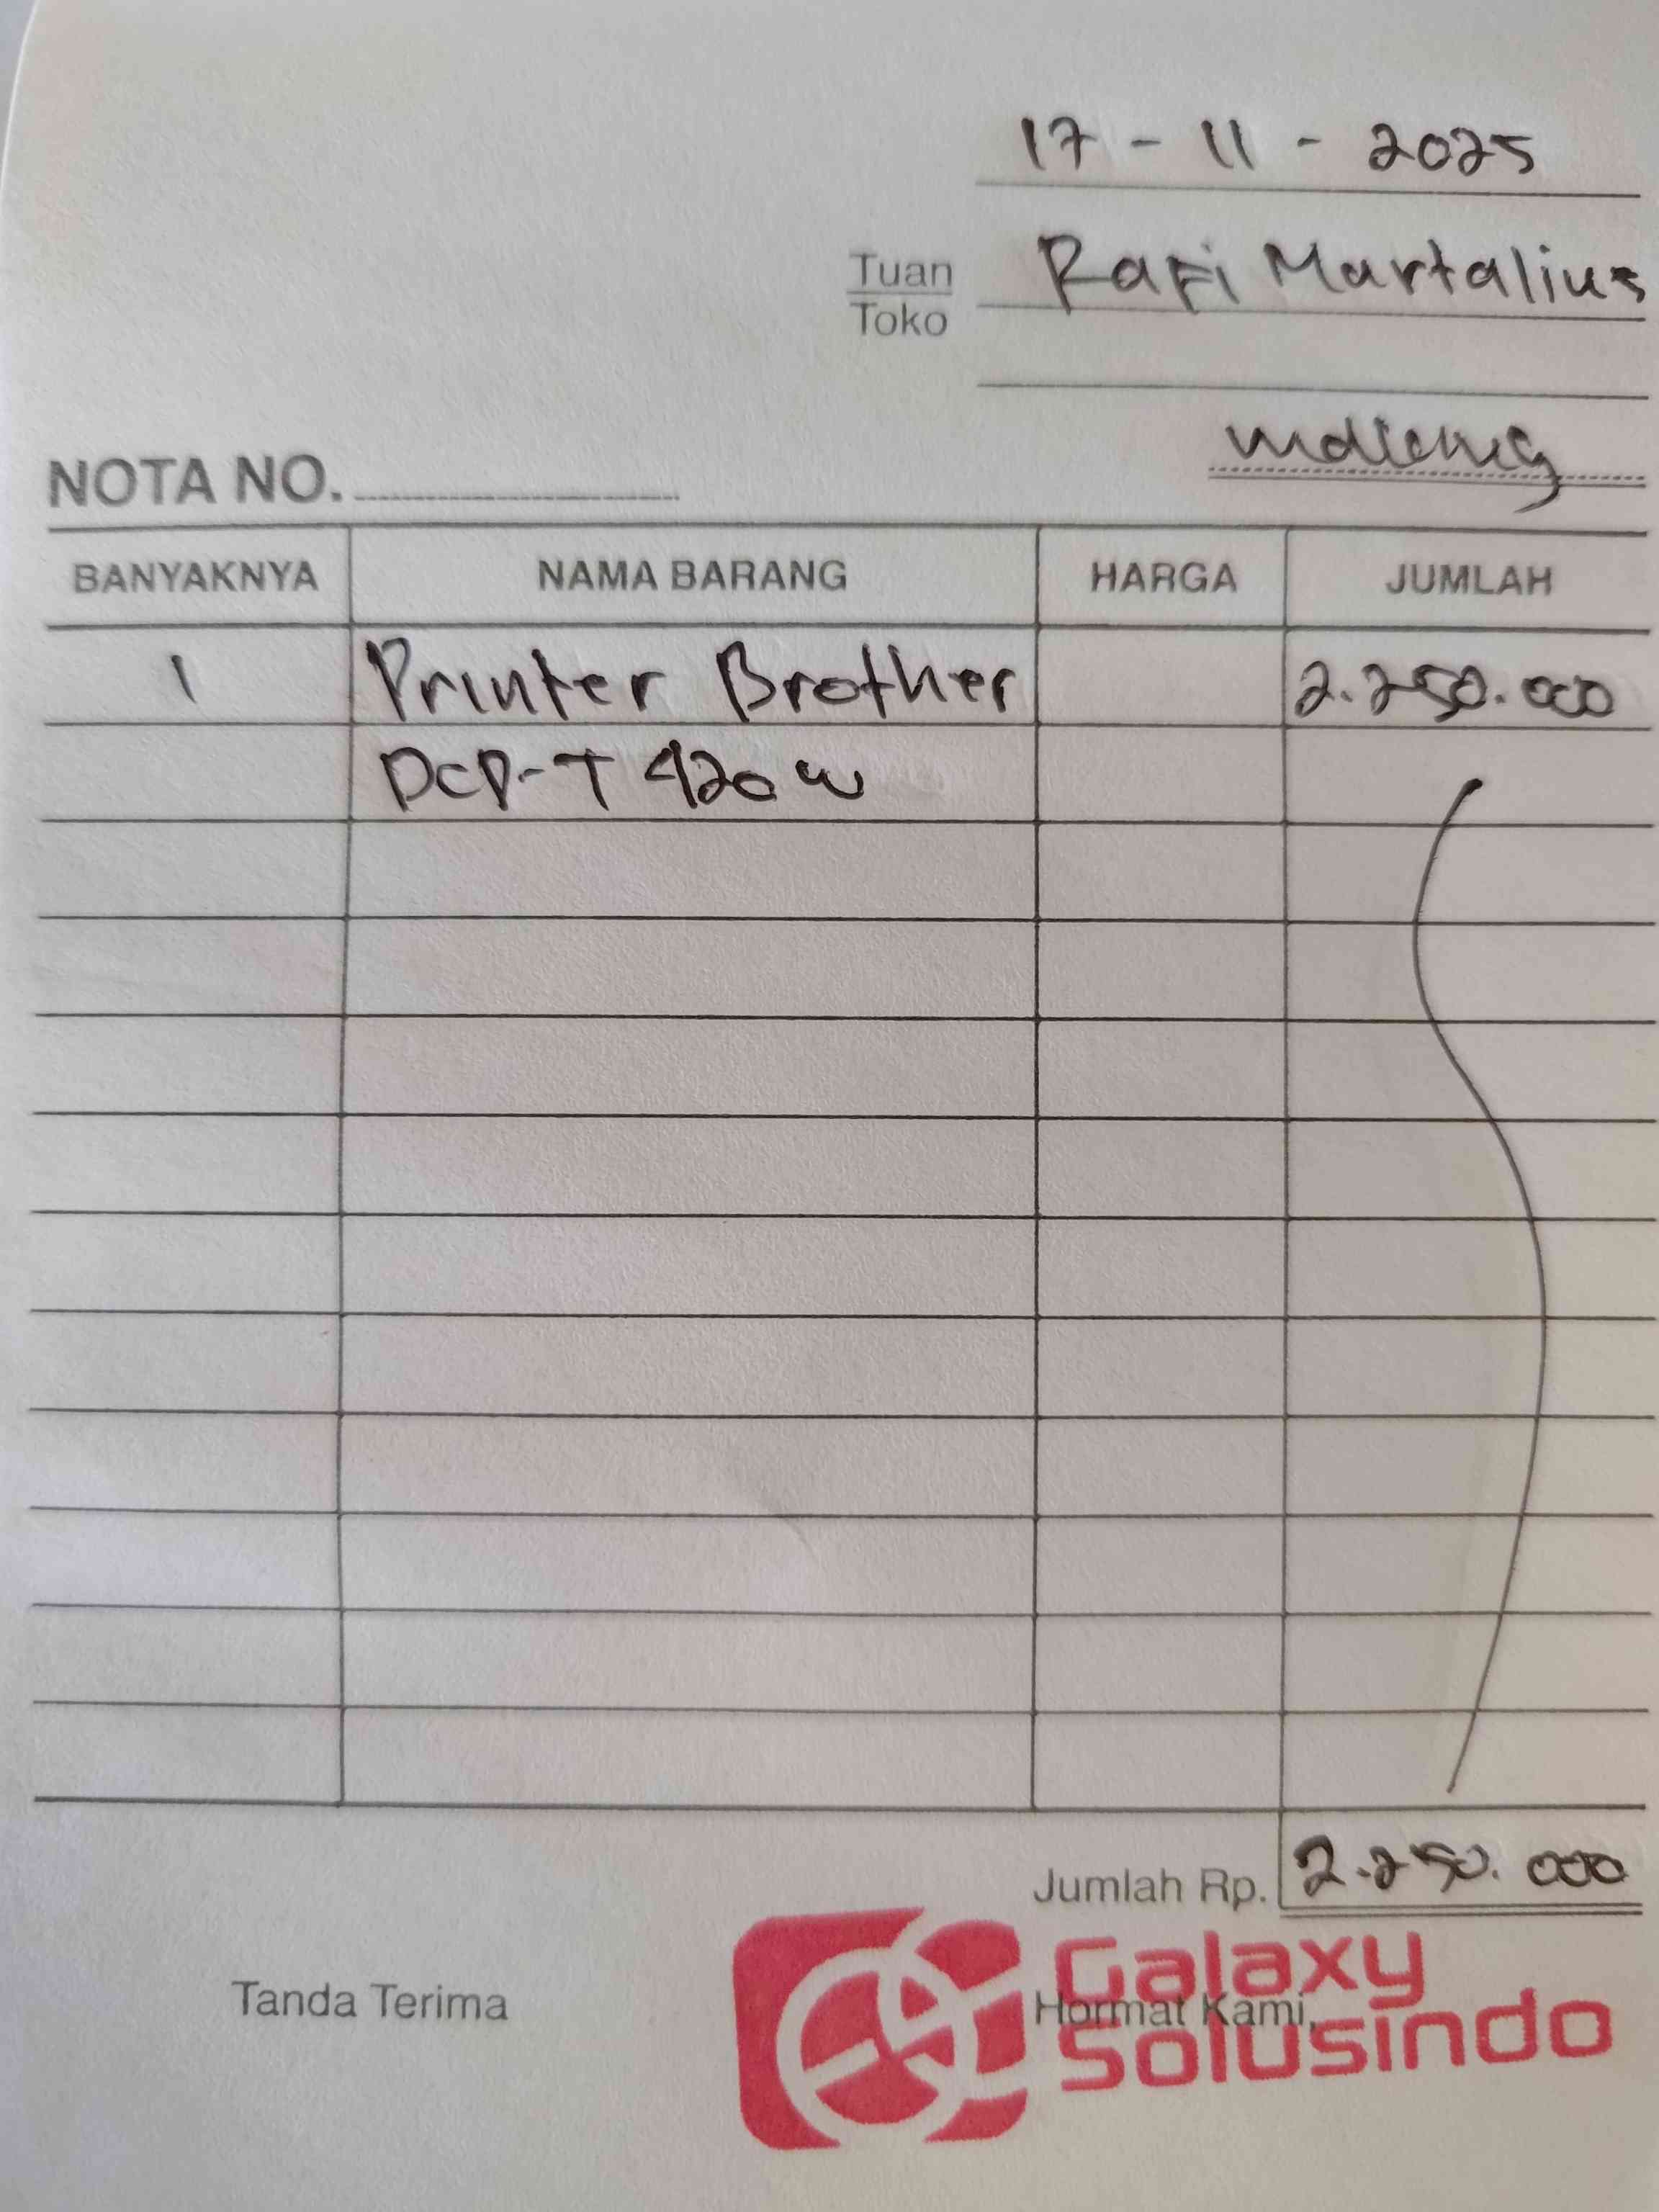 17 - 11 - 2025
Tuan Rafi Martalius
Toko
NOTA NO.
BANYAKNYA NAMA BARANG HARGA JUMLAH
1 Printer Brother 2.250.000
DCP-T 420 W
Jumlah Rp. 2.250.000
Tanda Terima Hormat Kami,
Galaxy
Solusindo